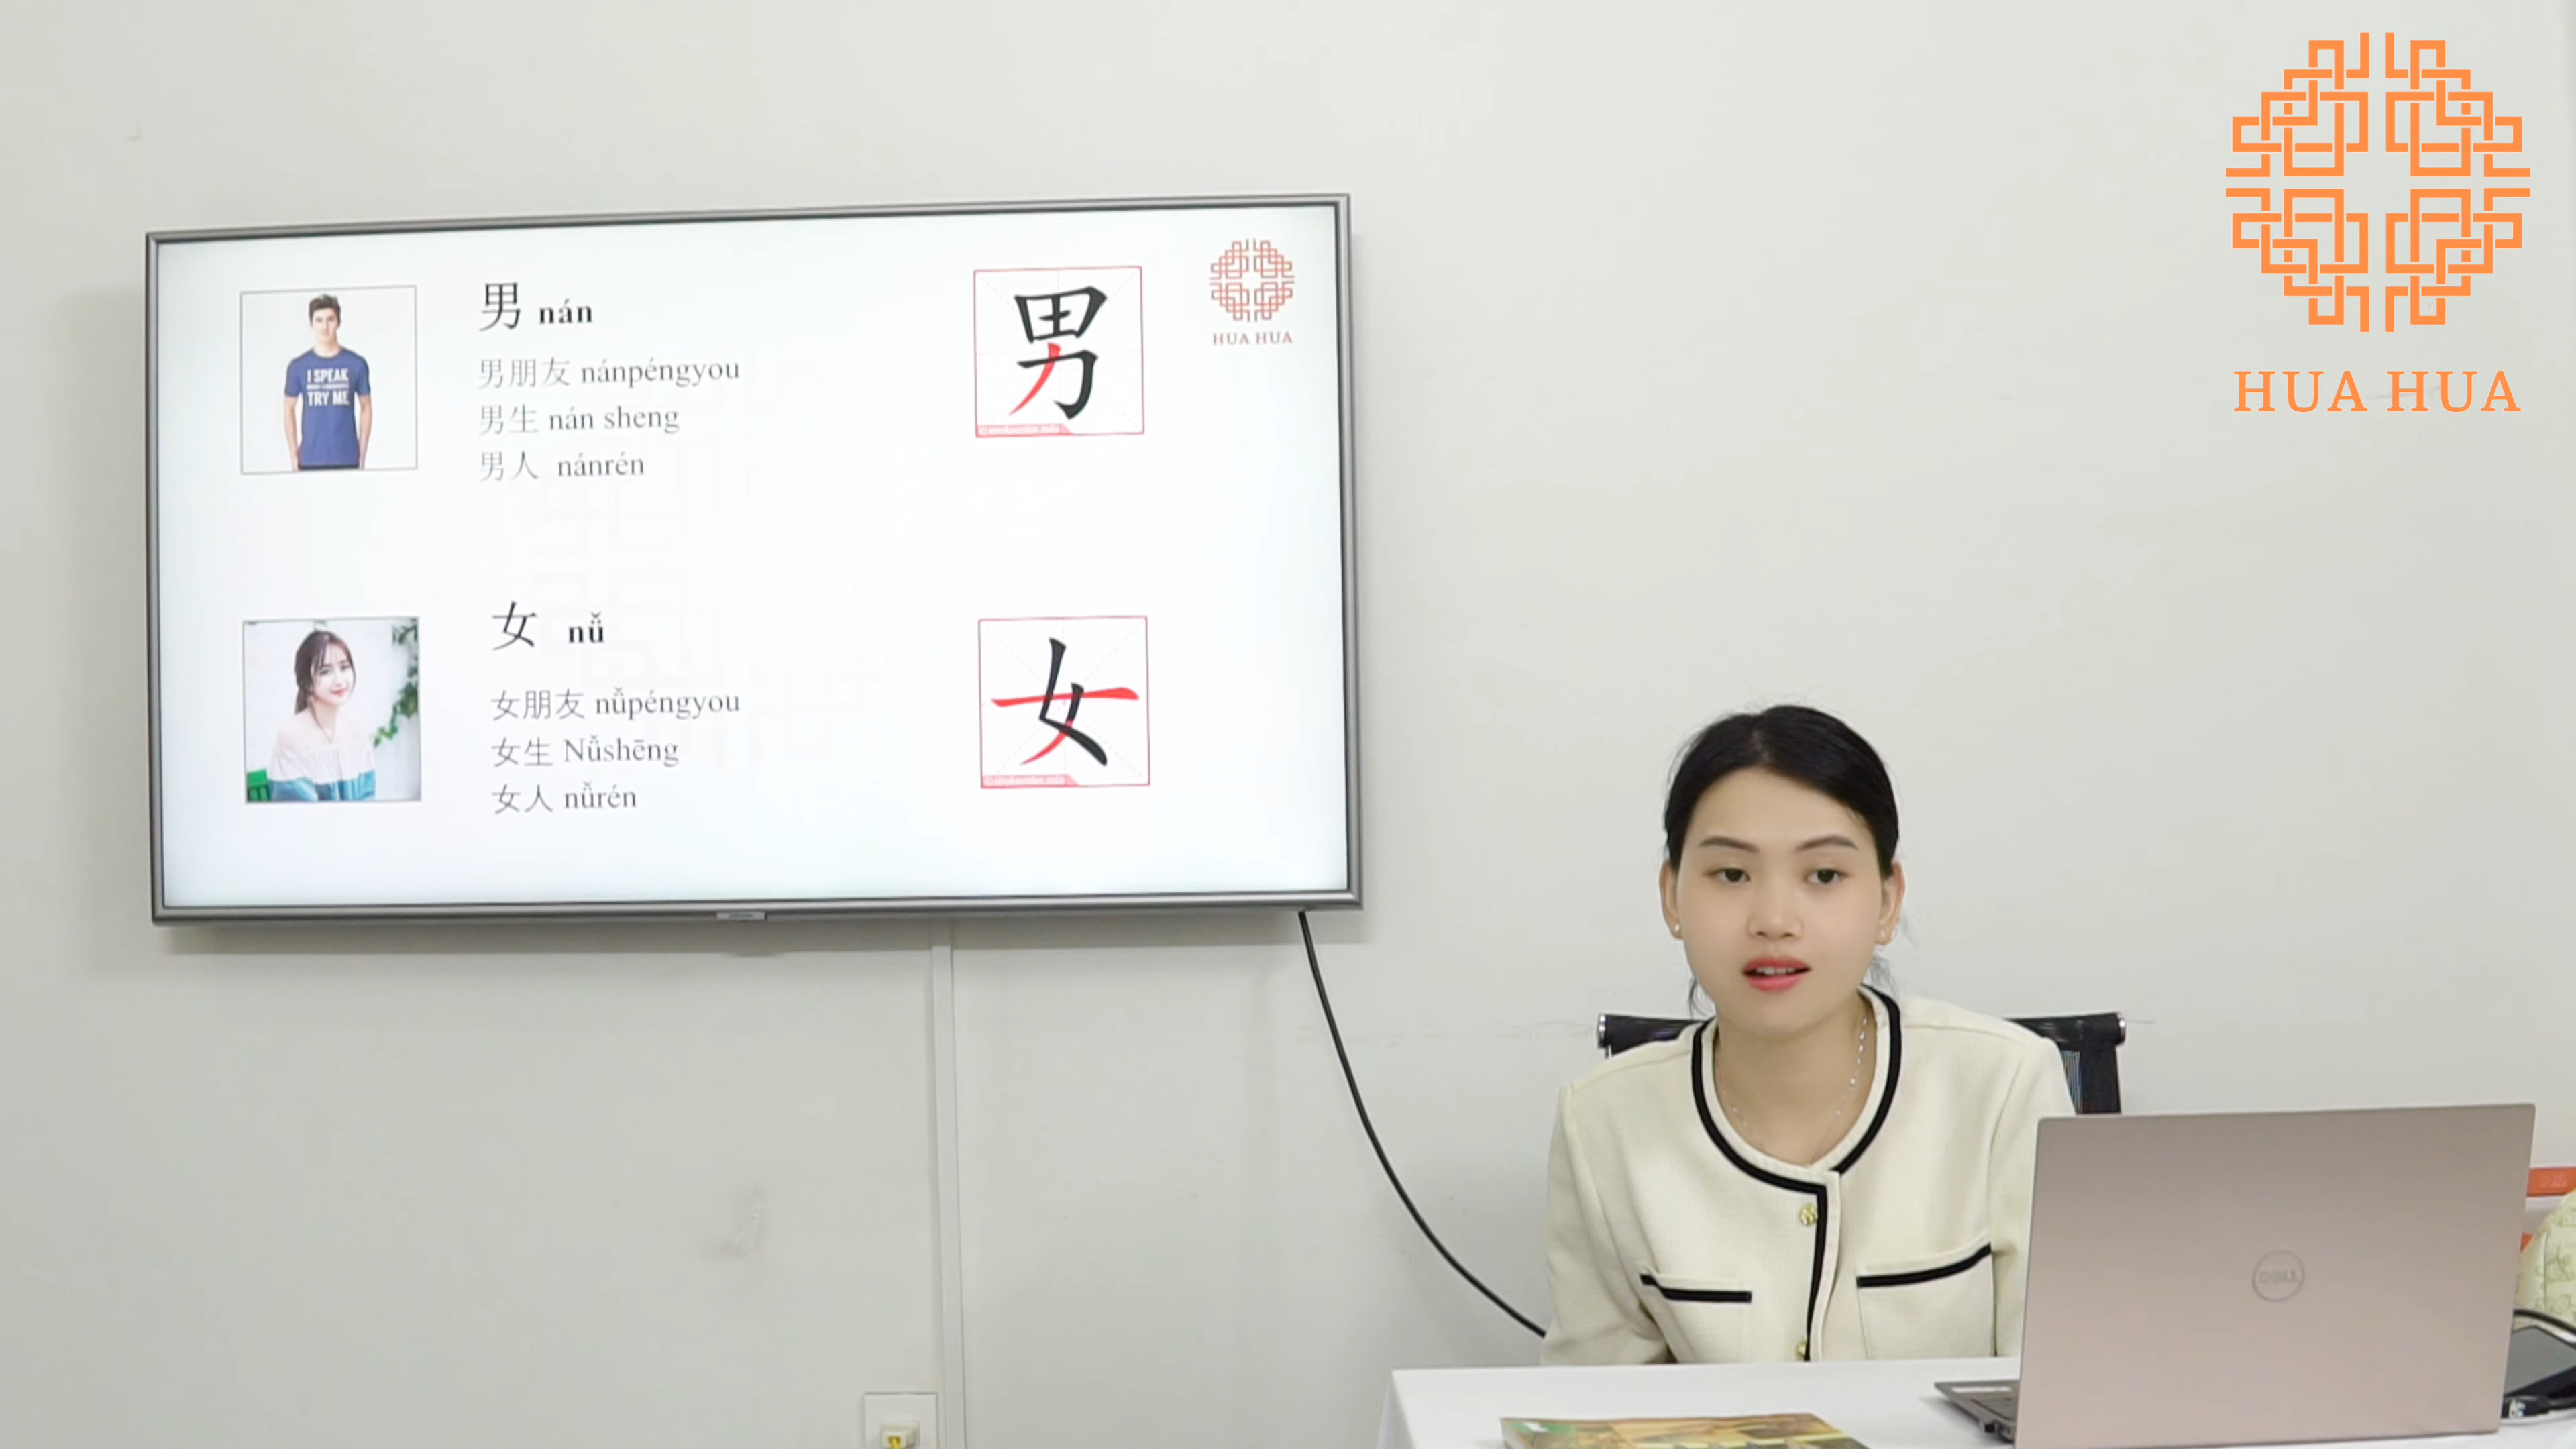 男 nán
男朋友 nánpéngyou
男生 nán sheng
男人 nánrén
男
HUA HUA
I SPEAK
TRY ME
女 nǚ
女朋友 nǚpéngyou
女生 Nǚshēng
女人 nǚrén
女
HUA HUA
DELL